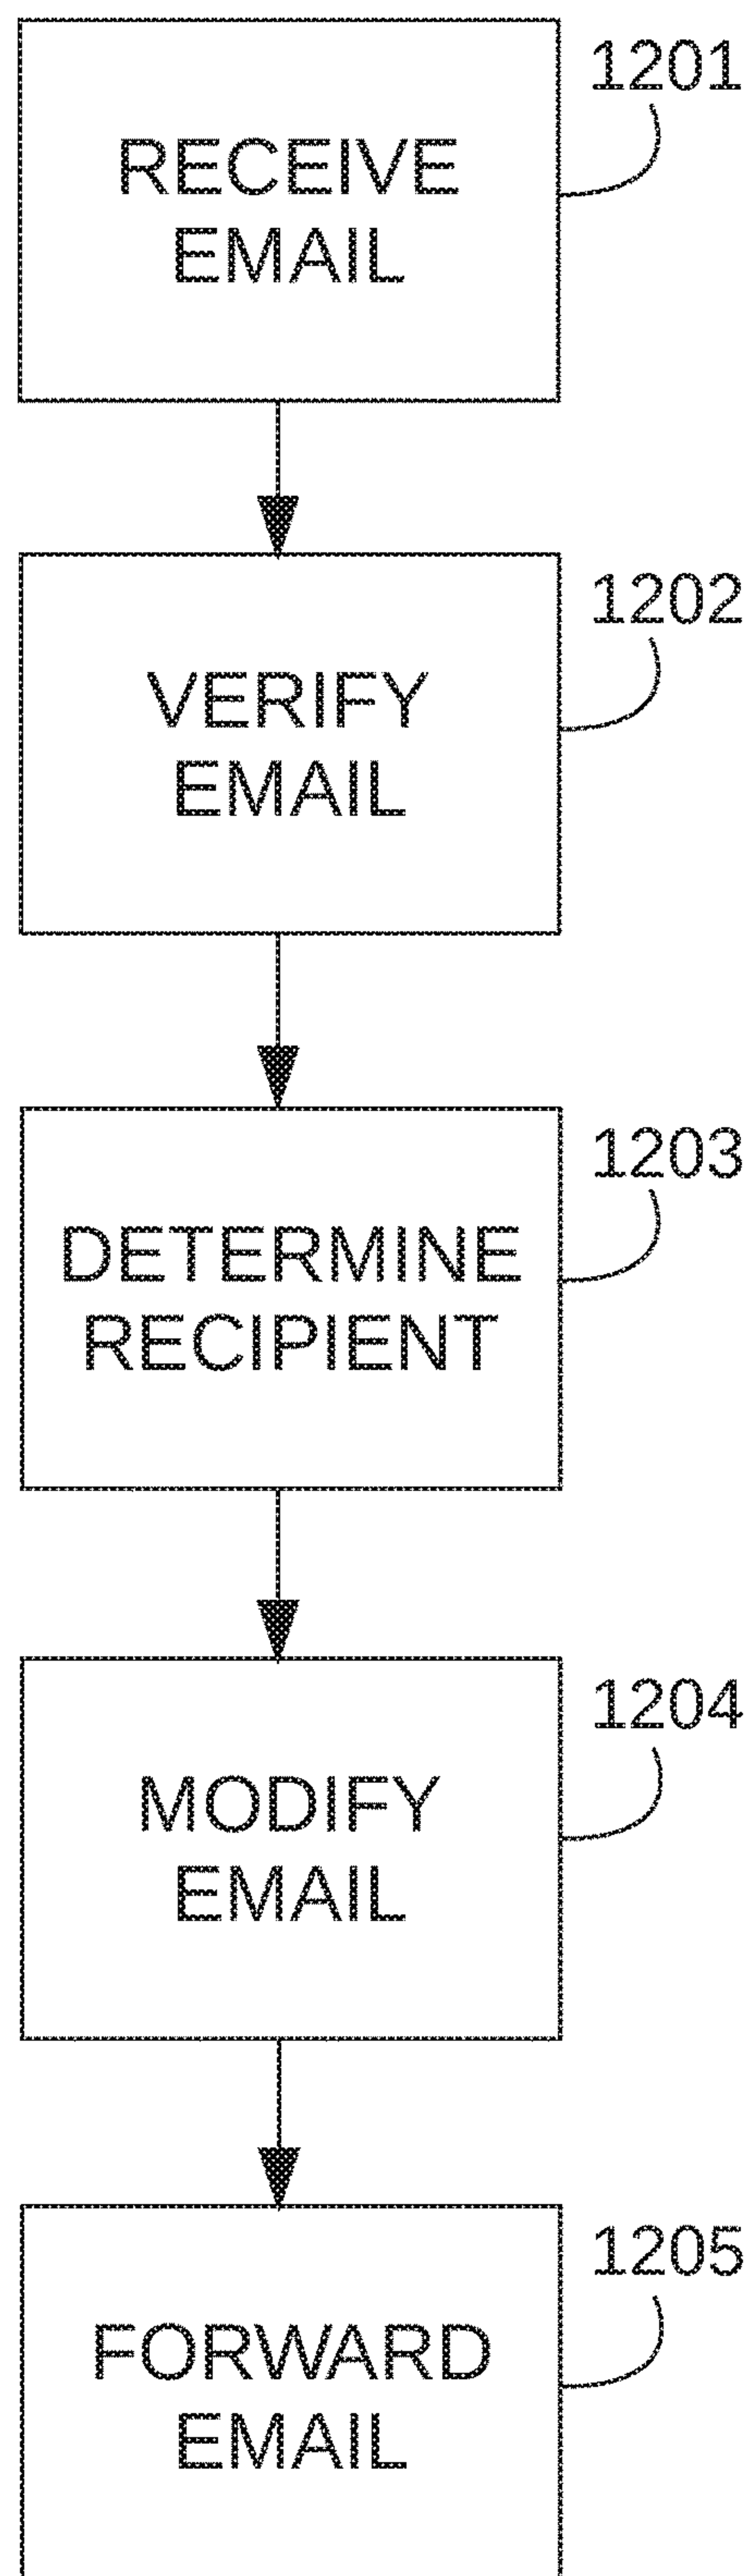 1201
RECEIVE
EMAIL
1202
VERIFY
EMAIL
1203
DETERMINE
RECIPIENT
1204
MODIFY
EMAIL
1205
FORWARD
EMAIL